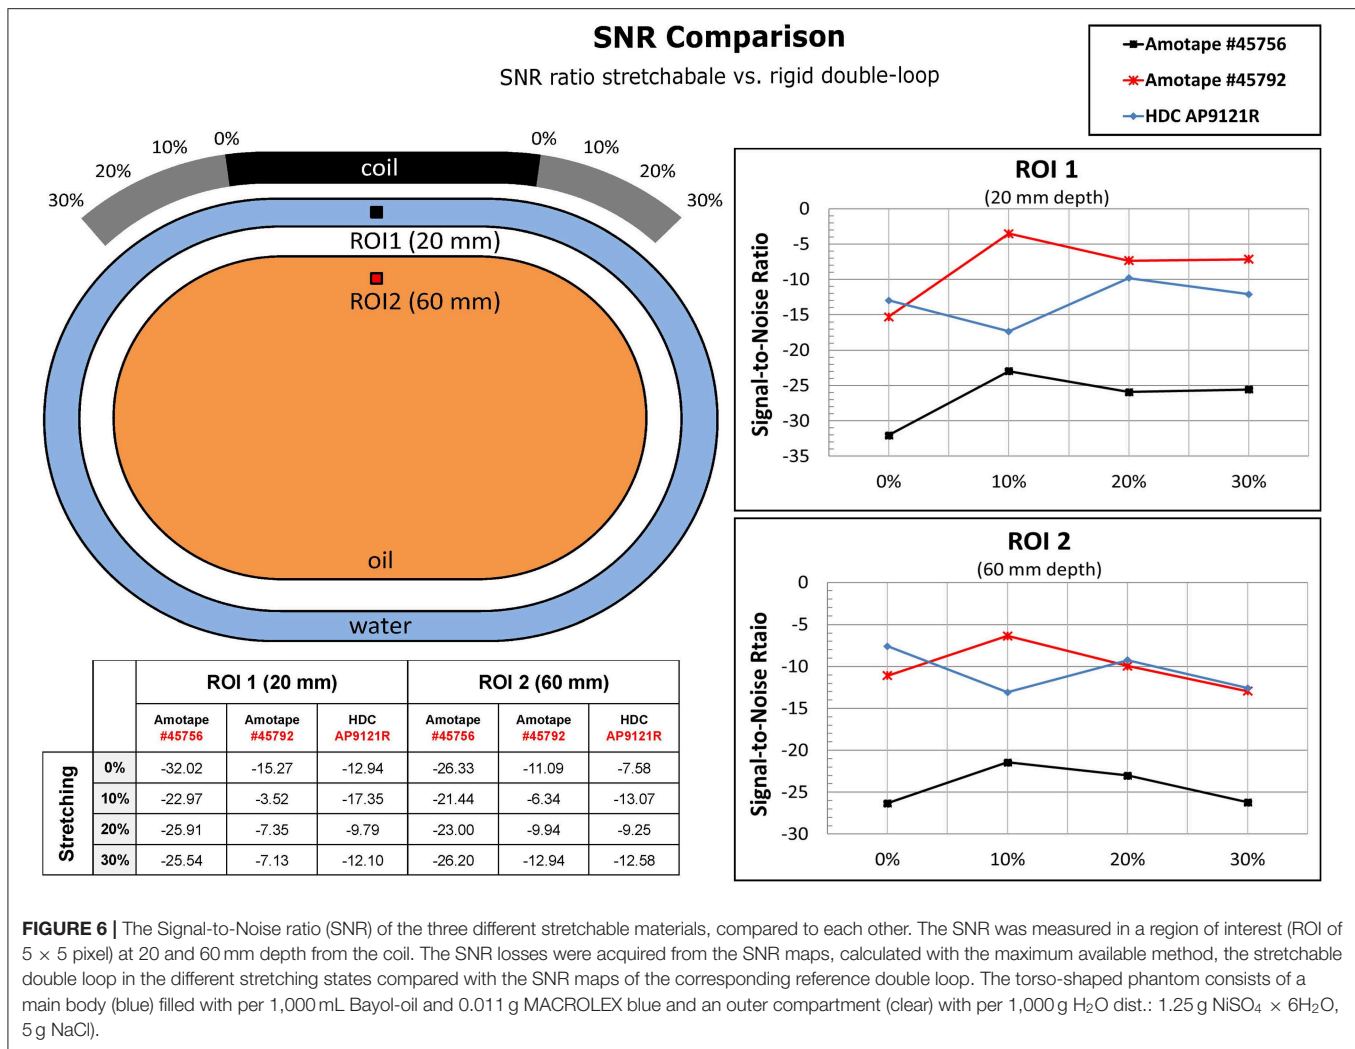 SNR Comparison
SNR ratio stretchabale vs. rigid double-loop
Amotape #45756
Amotape #45792
HDC AP9121R
30% 20% 10% 0% coil 0% 10% 20% 30%
ROI1 (20 mm)
ROI2 (60 mm)
oil
water
ROI 1
(20 mm depth)
Signal-to-Noise Ratio
0
-5
-10
-15
-20
-25
-30
-35
0% 10% 20% 30%
ROI 2
(60 mm depth)
Signal-to-Noise Rtaio
0
-5
-10
-15
-20
-25
-30
0% 10% 20% 30%
ROI 1 (20 mm) ROI 2 (60 mm)
Amotape Amotape HDC Amotape Amotape HDC
#45756 #45792 AP9121R #45756 #45792 AP9121R
Stretching
0% -32.02 -15.27 -12.94 -26.33 -11.09 -7.58
10% -22.97 -3.52 -17.35 -21.44 -6.34 -13.07
20% -25.91 -7.35 -9.79 -23.00 -9.94 -9.25
30% -25.54 -7.13 -12.10 -26.20 -12.94 -12.58
FIGURE 6 | The Signal-to-Noise ratio (SNR) of the three different stretchable materials, compared to each other. The SNR was measured in a region of interest (ROI of
5 × 5 pixel) at 20 and 60 mm depth from the coil. The SNR losses were acquired from the SNR maps, calculated with the maximum available method, the stretchable
double loop in the different stretching states compared with the SNR maps of the corresponding reference double loop. The torso-shaped phantom consists of a
main body (blue) filled with per 1,000 mL Bayol-oil and 0.011 g MACROLEX blue and an outer compartment (clear) with per 1,000 g H₂O dist.: 1.25 g NiSO₄ × 6H₂O,
5 g NaCl).